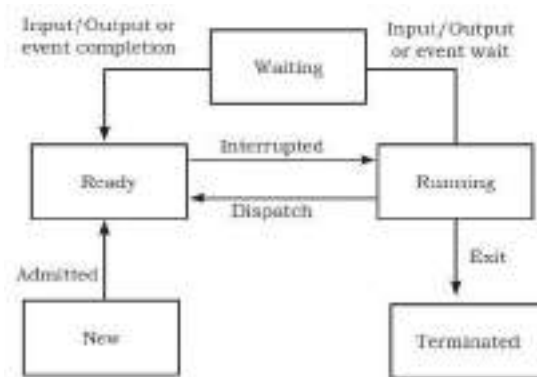 Input/Output or
event completion
Input/Output
or event wait
Waiting
Interrupted
Ready
Running
Dispatch
Admitted
Exit
New
Terminated